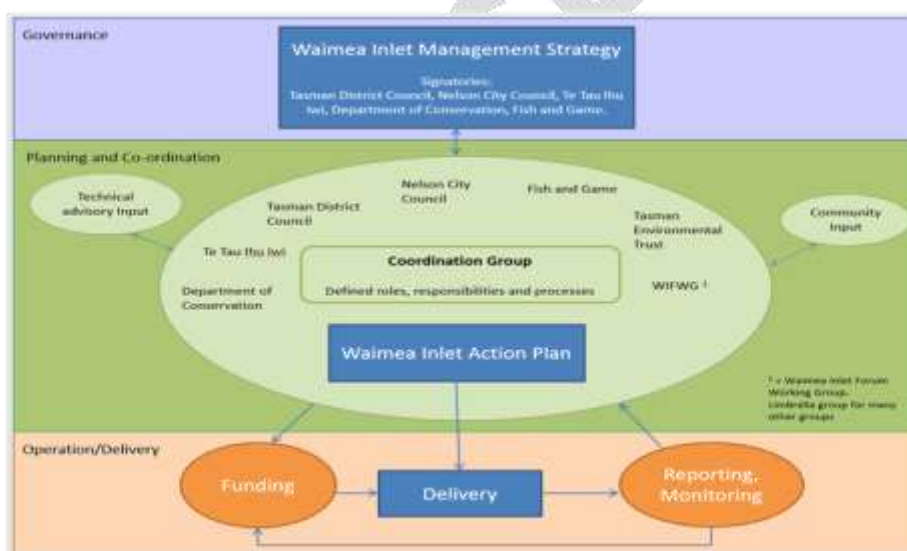 Governance
Waimea Inlet Management Strategy
Signatories:
Tasman District Council, Nelson City Council, Te Tau Ihu
Iwi, Department of Conservation, Fish and Game.
Planning and Co-ordination
Technical
advisory Input
Tasman District
Council
Nelson City
Council
Fish and Game
Tasman
Environmental
Trust
Community
Input
Te Tau Ihu Iwi
Coordination Group
Defined roles, responsibilities and processes
Department of
Conservation
WIFWG ¹
Waimea Inlet Action Plan
¹ = Waimea Inlet Forum
Working Group.
Umbrella group for many
other groups
Operation/Delivery
Funding
Delivery
Reporting,
Monitoring